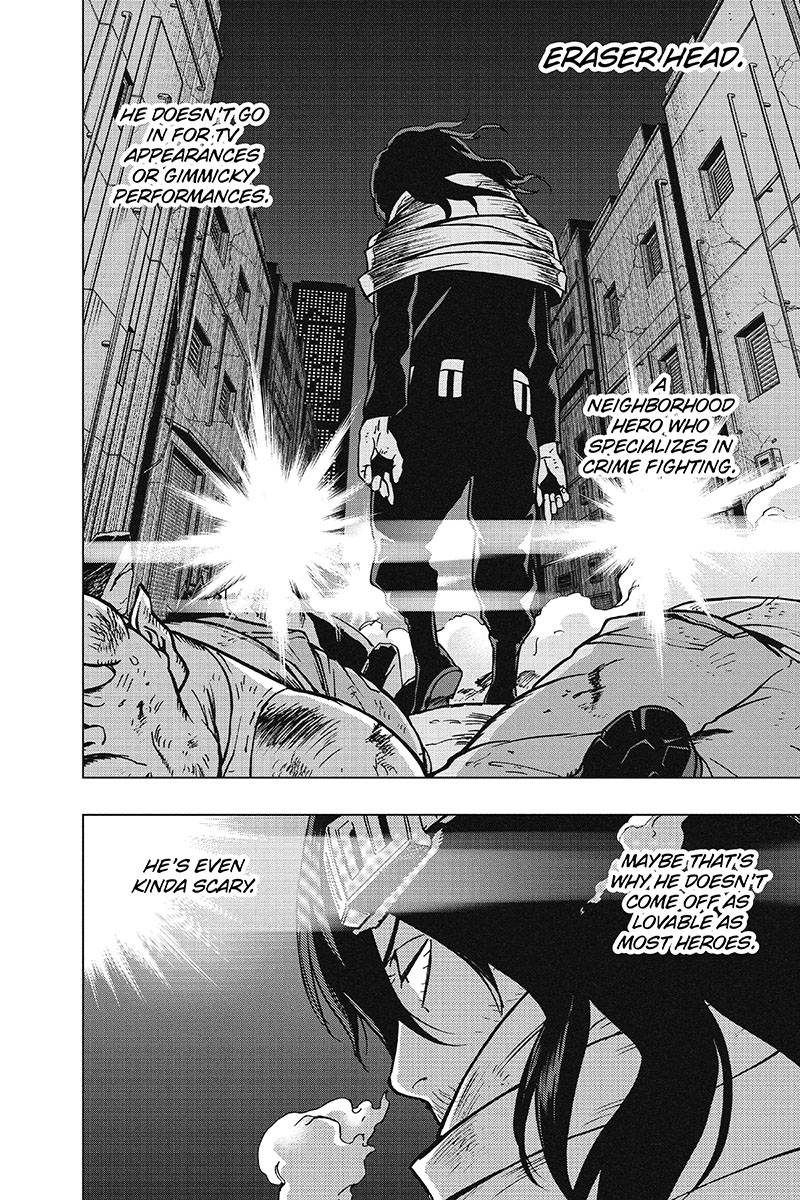 ERASER HEAD.
HE DOESN'T GO
IN FOR TV
APPEARANCES
OR GIMMICKY
PERFORMANCES.
A
NEIGHBORHOOD
HERO WHO
SPECIALIZES IN
CRIME FIGHTING.
MAYBE THAT'S
WHY HE DOESN'T
COME OFF AS
LOVABLE AS
MOST HEROES.
HE'S EVEN
KINDA SCARY.